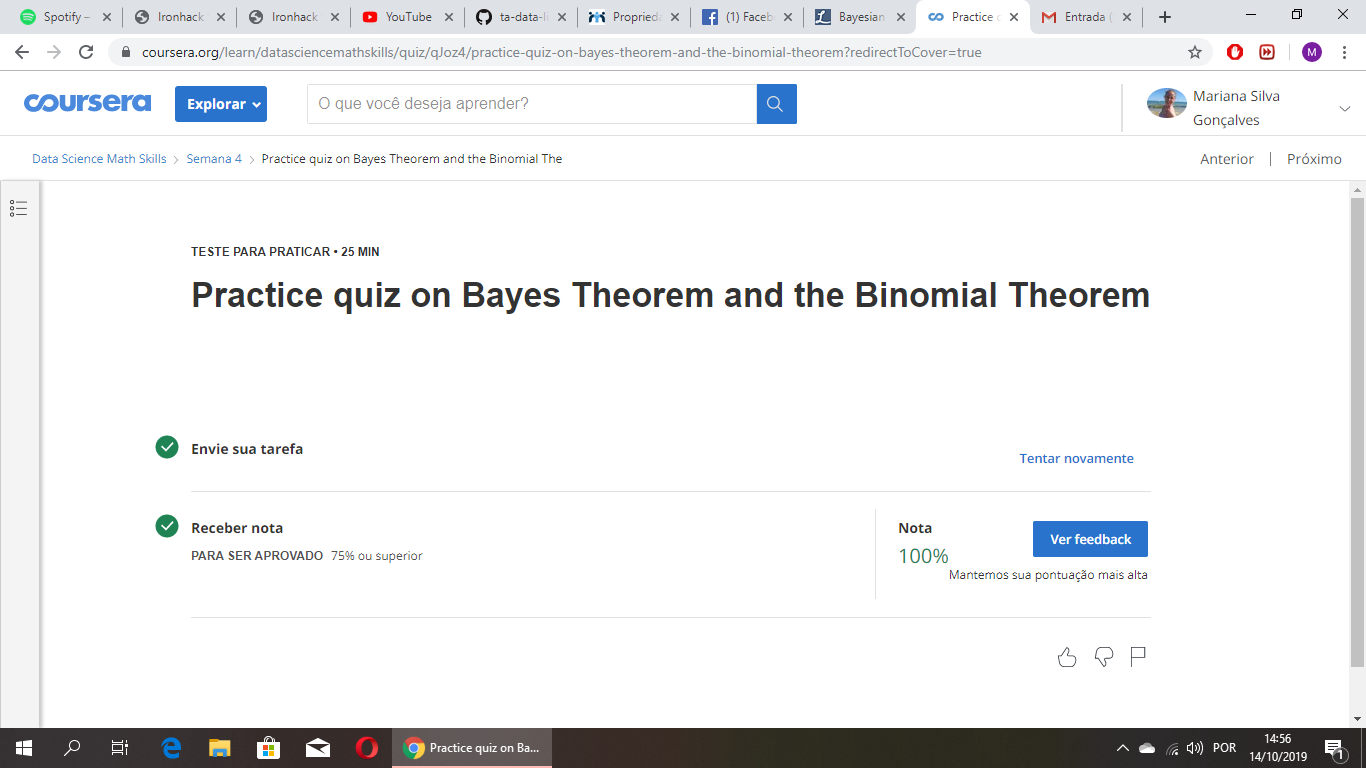 Spotify – Ironhack Ironhack YouTube ta-data-li Proprieda (1) Faceb Bayesian Practice Entrada (
coursera.org/learn/datasciencemathskills/quiz/qJoz4/practice-quiz-on-bayes-theorem-and-the-binomial-theorem?redirectToCover=true M
coursera Explorar O que você deseja aprender? Mariana Silva
Gonçalves
Data Science Math Skills > Semana 4 > Practice quiz on Bayes Theorem and the Binomial The Anterior | Próximo
TESTE PARA PRATICAR • 25 MIN
Practice quiz on Bayes Theorem and the Binomial Theorem
Envie sua tarefa
Tentar novamente
Receber nota Nota
Ver feedback
PARA SER APROVADO 75% ou superior 100%
Mantemos sua pontuação mais alta
Practice quiz on Ba... POR 14:56
14/10/2019 1